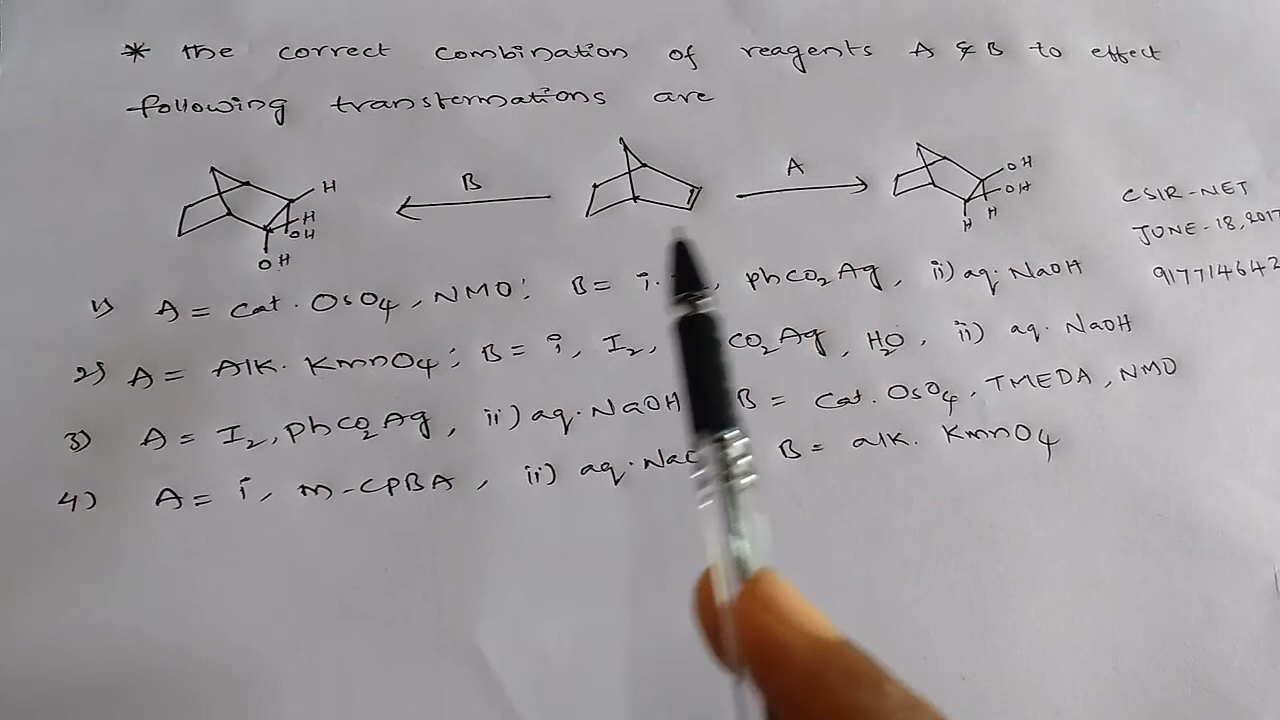 * the correct combination of reagents A & B to effect
following transformations are
H
H
OH
OH
B
A
OH
OH
H
H
CSIR-NET
JUNE-18,2017
917714642
1) A = cat. OsO4, NMO; B = i. , phCO2Ag, ii) aq. NaOH
2) A = Alk. KmnO4; B = i, I2, CO2Ag, H2O, ii) aq. NaOH
3) A = I2, phCO2Ag, ii) aq. NaOH B = cat. OsO4, TMEDA, NMO
4) A = i, m-CPBA, ii) aq. B = alk. KmnO4